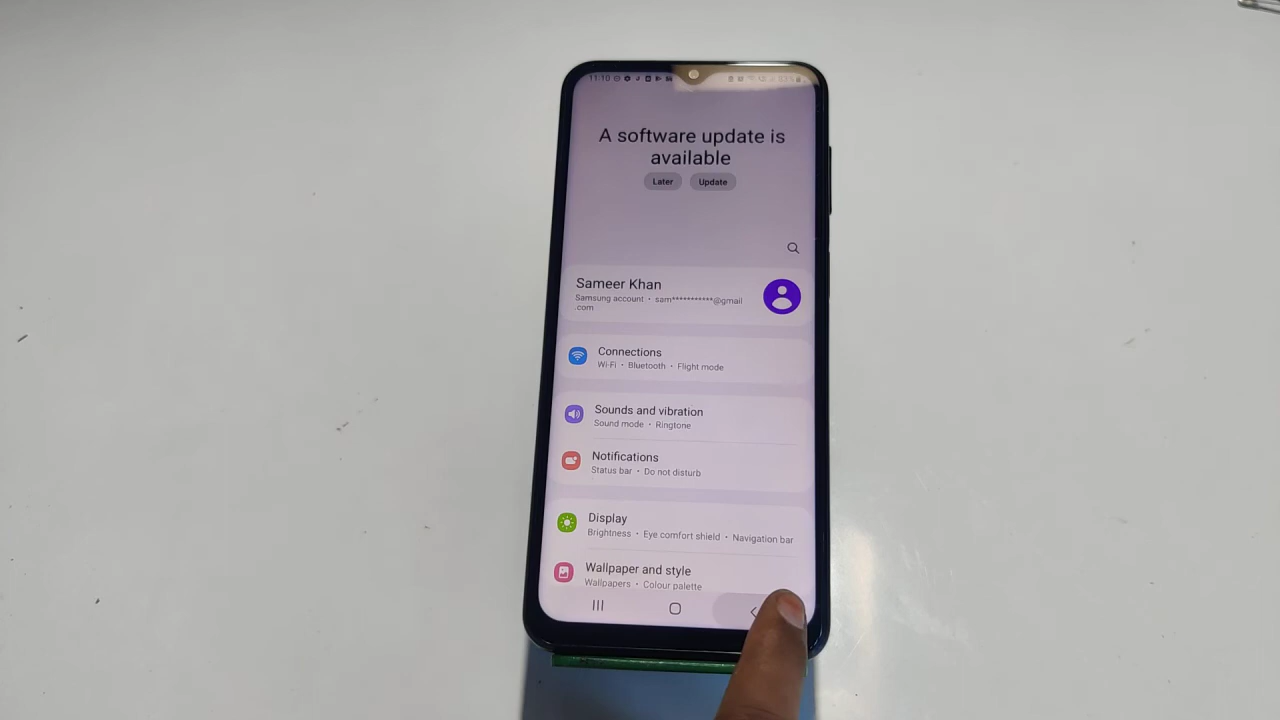 11:10
A software update is
available
Later Update
Sameer Khan
Samsung account • sam***********@gmail
.com
Connections
Wi-Fi • Bluetooth • Flight mode
Sounds and vibration
Sound mode • Ringtone
Notifications
Status bar • Do not disturb
Display
Brightness • Eye comfort shield • Navigation bar
Wallpaper and style
Wallpapers • Colour palette